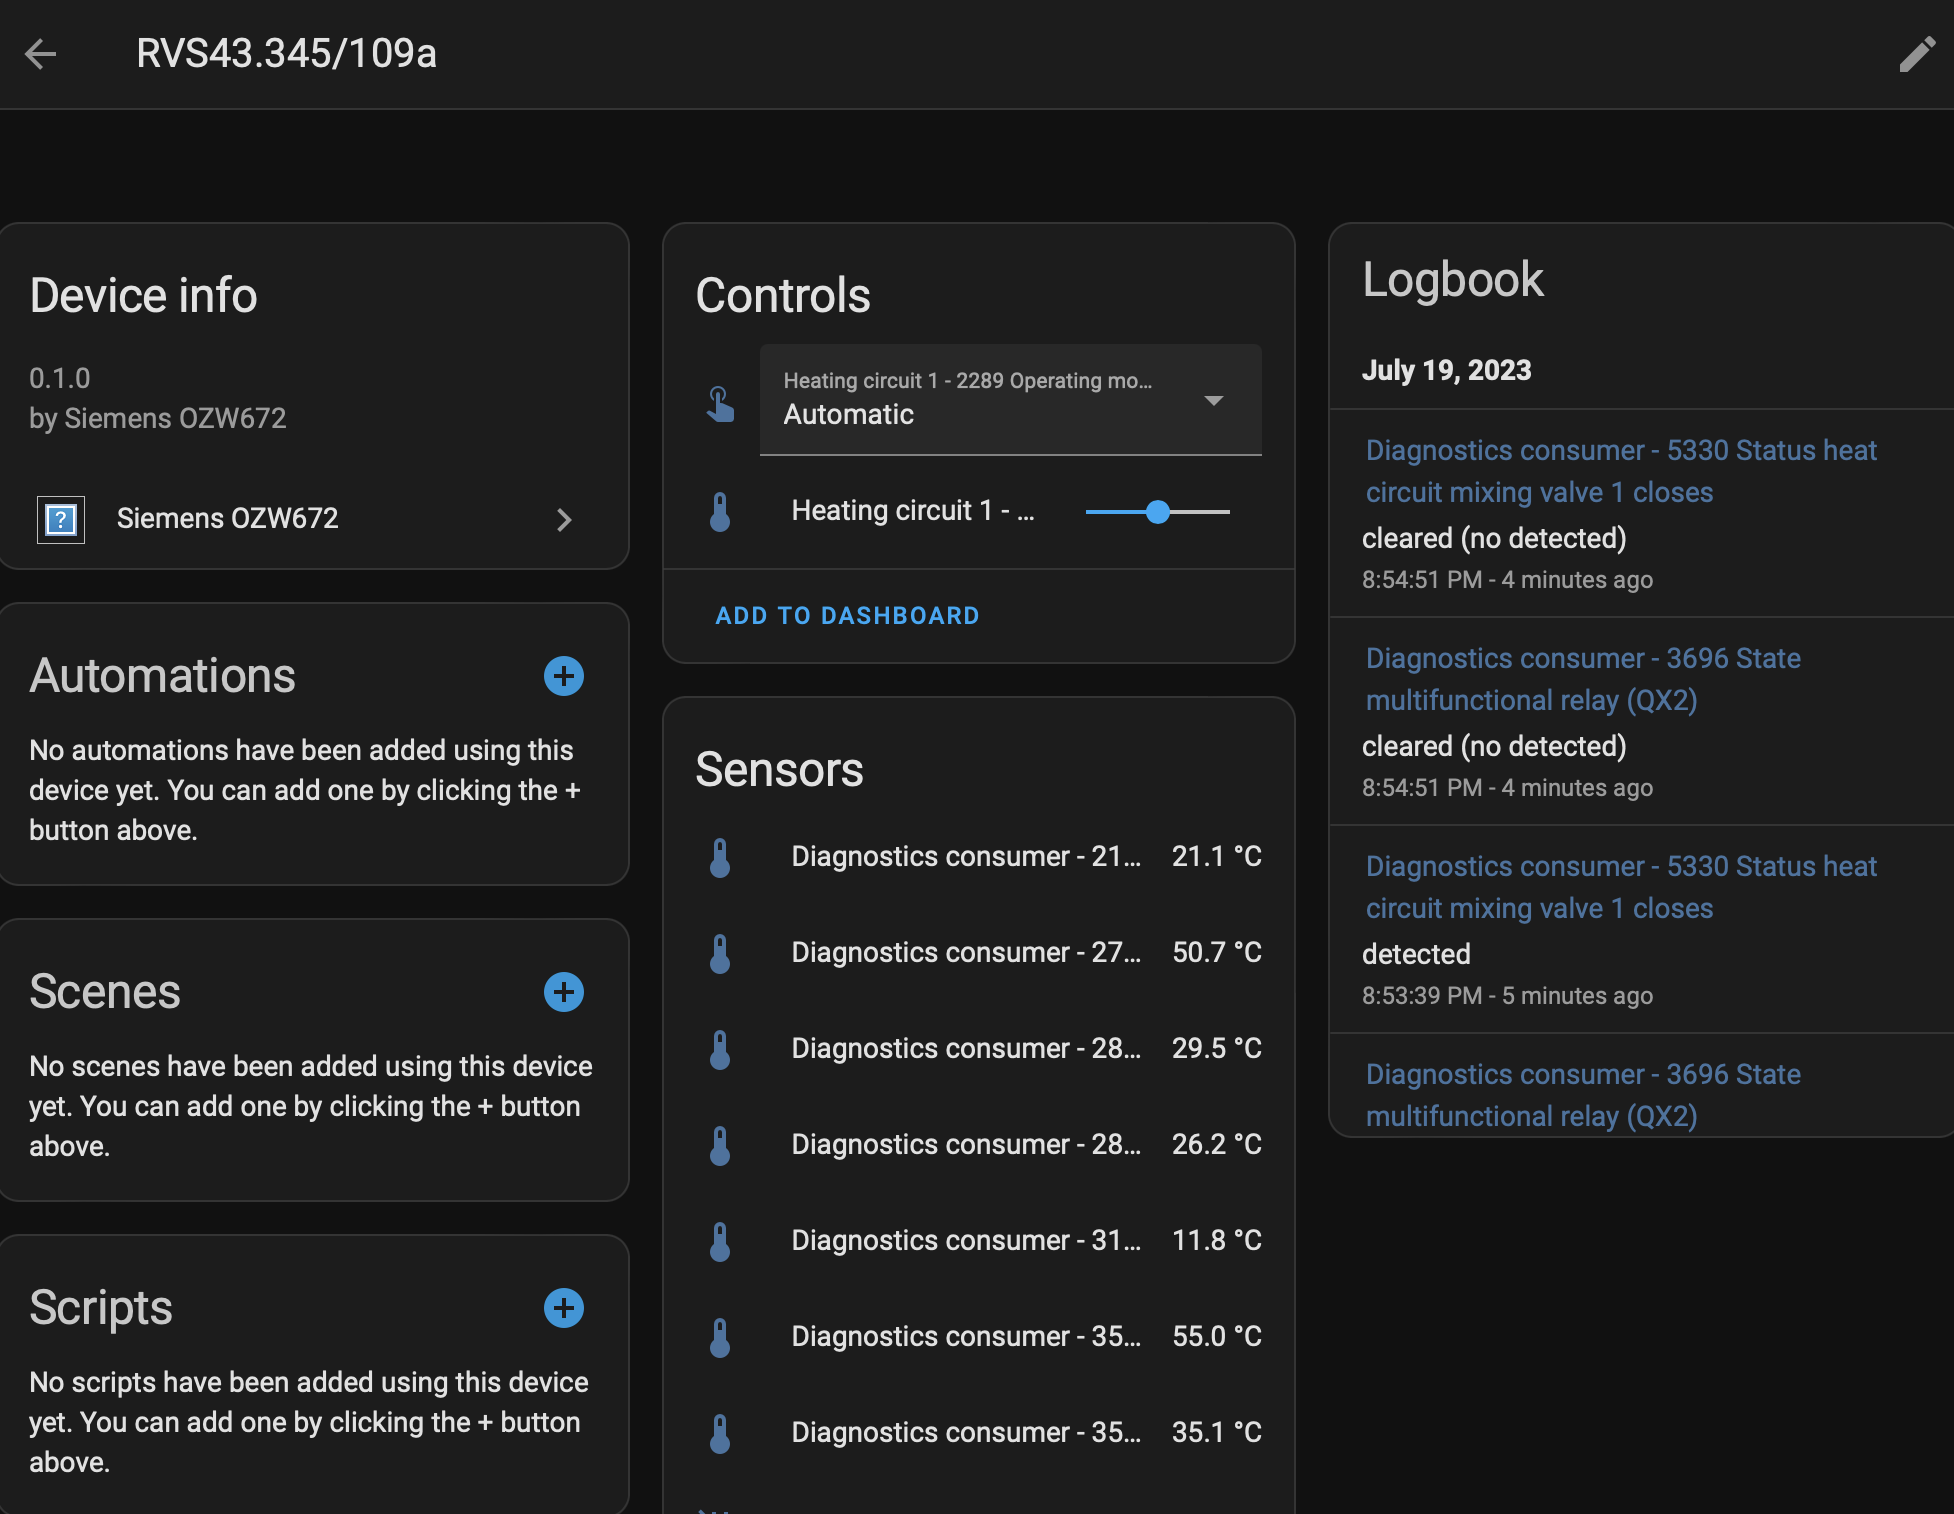 RVS43.345/109a
Device info
0.1.0
by Siemens OZW672
Siemens OZW672
Automations
No automations have been added using this
device yet. You can add one by clicking the +
button above.
Scenes
No scenes have been added using this device
yet. You can add one by clicking the + button
above.
Scripts
No scripts have been added using this device
yet. You can add one by clicking the + button
above.
Controls
Heating circuit 1 - 2289 Operating mo...
Automatic
Heating circuit 1 - ...
ADD TO DASHBOARD
Sensors
Diagnostics consumer - 21... 21.1 °C
Diagnostics consumer - 27... 50.7 °C
Diagnostics consumer - 28... 29.5 °C
Diagnostics consumer - 28... 26.2 °C
Diagnostics consumer - 31... 11.8 °C
Diagnostics consumer - 35... 55.0 °C
Diagnostics consumer - 35... 35.1 °C
Logbook
July 19, 2023
Diagnostics consumer - 5330 Status heat
circuit mixing valve 1 closes
cleared (no detected)
8:54:51 PM - 4 minutes ago
Diagnostics consumer - 3696 State
multifunctional relay (QX2)
cleared (no detected)
8:54:51 PM - 4 minutes ago
Diagnostics consumer - 5330 Status heat
circuit mixing valve 1 closes
detected
8:53:39 PM - 5 minutes ago
Diagnostics consumer - 3696 State
multifunctional relay (QX2)